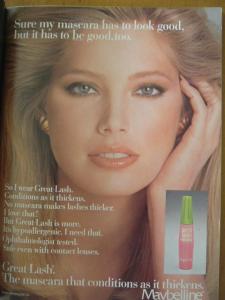 Sure my mascara has to look good,
but it has to be good, too.
So I wear Great Lash.
Conditions as it thickens.
No mascara makes lashes thicker.
I love that!
But Great Lash is more.
It's hypoallergenic. I need that.
Ophthalmologist tested.
Safe even with contact lenses.
Great Lash.
The mascara that conditions as it thickens.
Maybelline